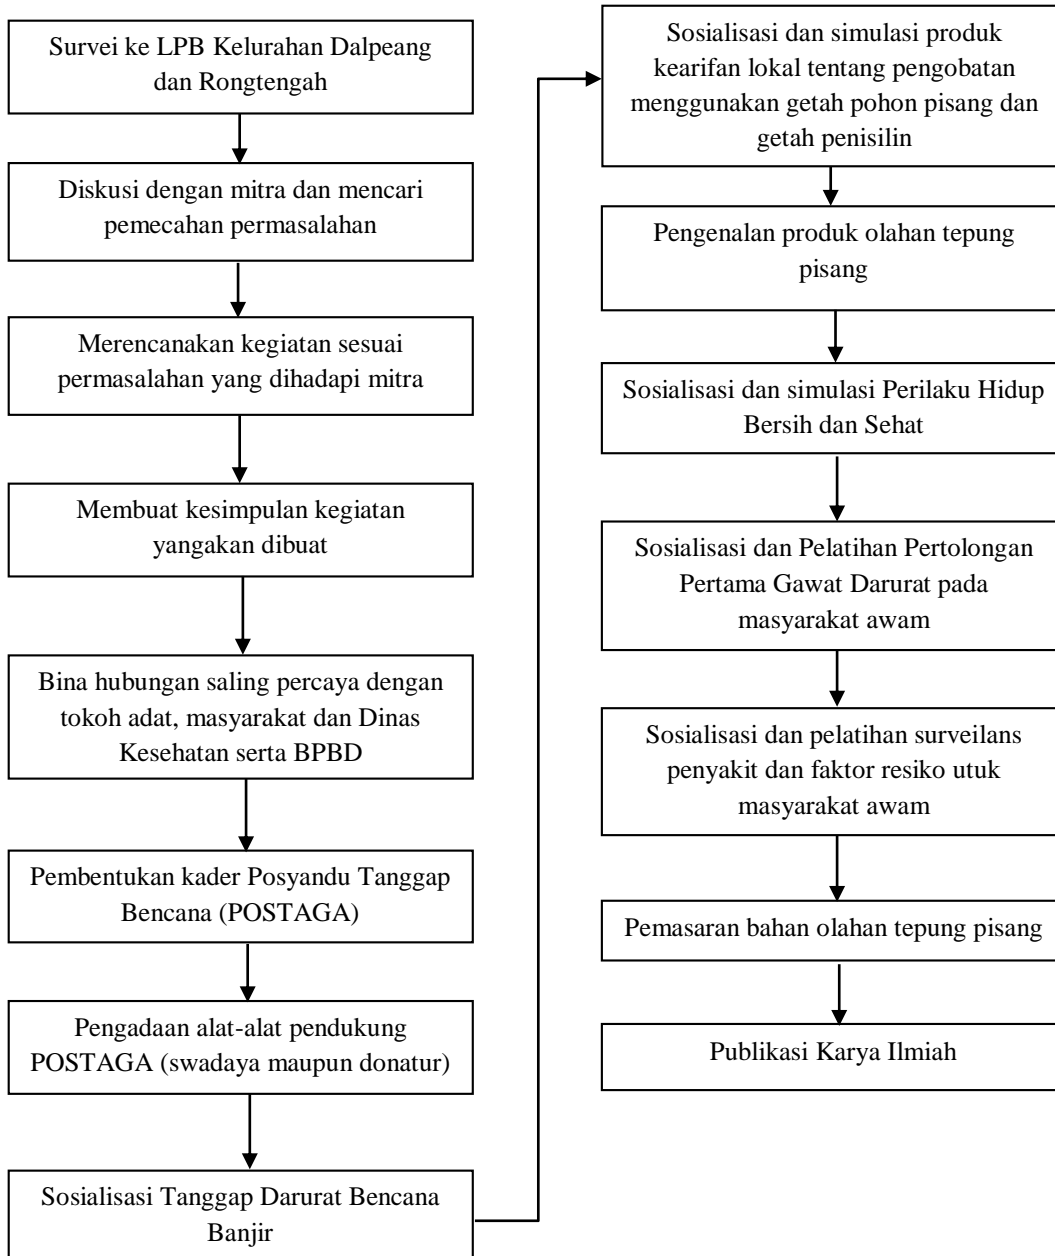 Survei ke LPB Kelurahan Dalpeang
dan Rongtengah
Diskusi dengan mitra dan mencari
pemecahan permasalahan
Merencanakan kegiatan sesuai
permasalahan yang dihadapi mitra
Membuat kesimpulan kegiatan
yangakan dibuat
Bina hubungan saling percaya dengan
tokoh adat, masyarakat dan Dinas
Kesehatan serta BPBD
Pembentukan kader Posyandu Tanggap
Bencana (POSTAGA)
Pengadaan alat-alat pendukung
POSTAGA (swadaya maupun donatur)
Sosialisasi Tanggap Darurat Bencana
Banjir
Sosialisasi dan simulasi produk
kearifan lokal tentang pengobatan
menggunakan getah pohon pisang dan
getah penisilin
Pengenalan produk olahan tepung
pisang
Sosialisasi dan simulasi Perilaku Hidup
Bersih dan Sehat
Sosialisasi dan Pelatihan Pertolongan
Pertama Gawat Darurat pada
masyarakat awam
Sosialisasi dan pelatihan surveilans
penyakit dan faktor resiko utuk
masyarakat awam
Pemasaran bahan olahan tepung pisang
Publikasi Karya Ilmiah